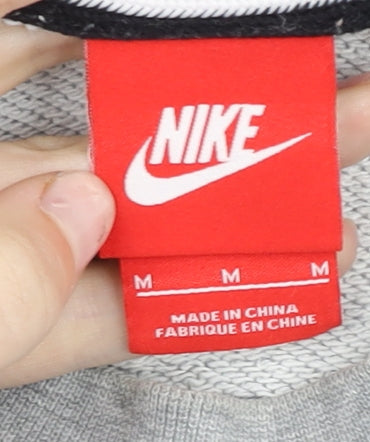 NIKE
M M M
MADE IN CHINA
FABRIQUE EN CHINE